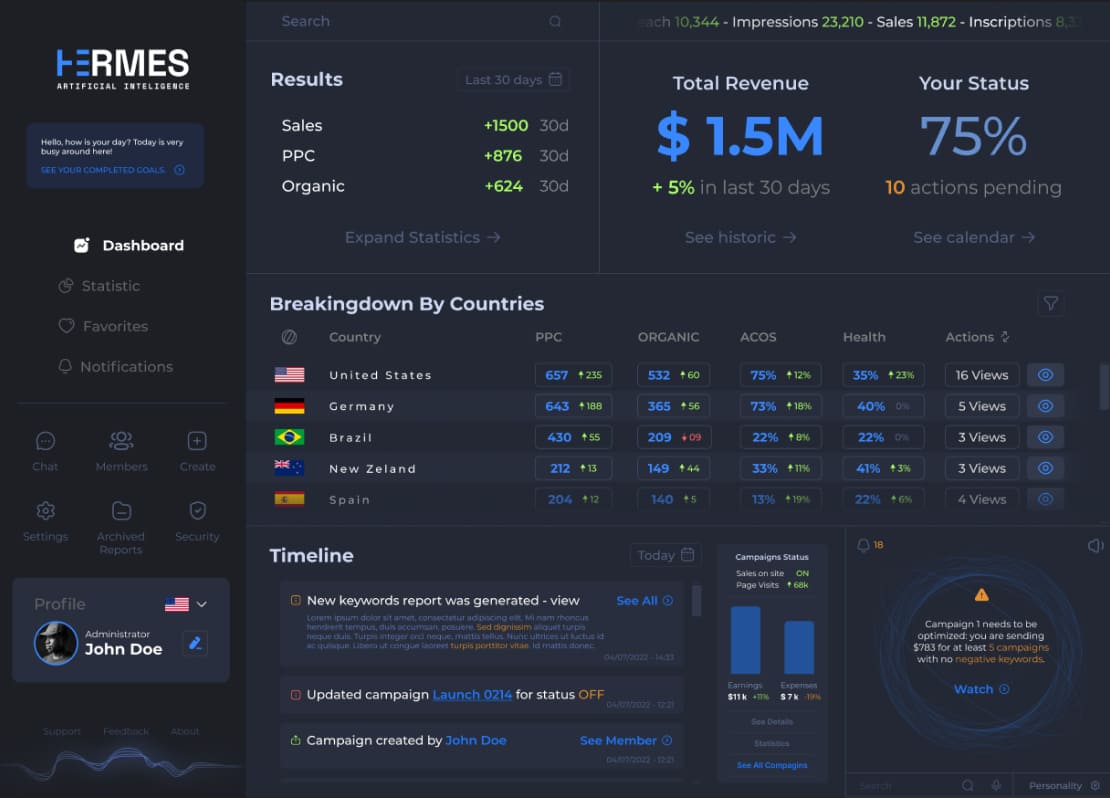 HERMES
ARTIFICIAL INTELIGENCE
Hello, how is your day? Today is very
busy around here!
SEE YOUR COMPLETED GOALS.
Dashboard
Statistic
Favorites
Notifications
Chat
Members
Create
Settings
Archived
Reports
Security
Profile
Administrator
John Doe
Support
Feedback
About
Search
each 10,344 - Impressions 23,210 - Sales 11,872 - Inscriptions 8,33
Results
Last 30 days
Sales +1500 30d
PPC +876 30d
Organic +624 30d
Expand Statistics
Total Revenue
$ 1.5M
+ 5% in last 30 days
See historic
Your Status
75%
10 actions pending
See calendar
Breakingdown By Countries
Country PPC ORGANIC ACOS Health Actions
United States 657 235 532 60 75% 12% 35% 23% 16 Views
Germany 643 188 365 56 73% 18% 40% 0% 5 Views
Brazil 430 55 209 09 22% 8% 22% 0% 3 Views
New Zeland 212 13 149 44 33% 11% 41% 3% 3 Views
Spain 204 12 140 5 13% 19% 22% 6% 4 Views
Timeline
Today
New keywords report was generated - view
See All
Lorem ipsum dolor sit amet, consectetur adipiscing elit. Mi nam rhoncus
hendrerit tempus, duis accumsan, posuere. Sed dignissim aliquet turpis
neque duis. Turpis integer orci neque, mattis tellus. Nunc ultrices ut luctus id
ac quisque. Libera ut congue laoreet turpis porttitor vitae. Id mattis donec.
04/07/2022 - 14:33
Updated campaign Launch 0214 for status OFF
04/07/2022 - 12:21
Campaign created by John Doe
See Member
04/07/2022 - 12:21
Campaigns Status
Sales on site ON
Page Visits 68k
Earnings
$11 k +11%
Expenses
$ 7 k -19%
See Details
Statistics
See All Compagins
18
Campaign 1 needs to be
optimized: you are sending
$783 for at least 5 campaigns
with no negative keywords.
Watch
Search
Personality